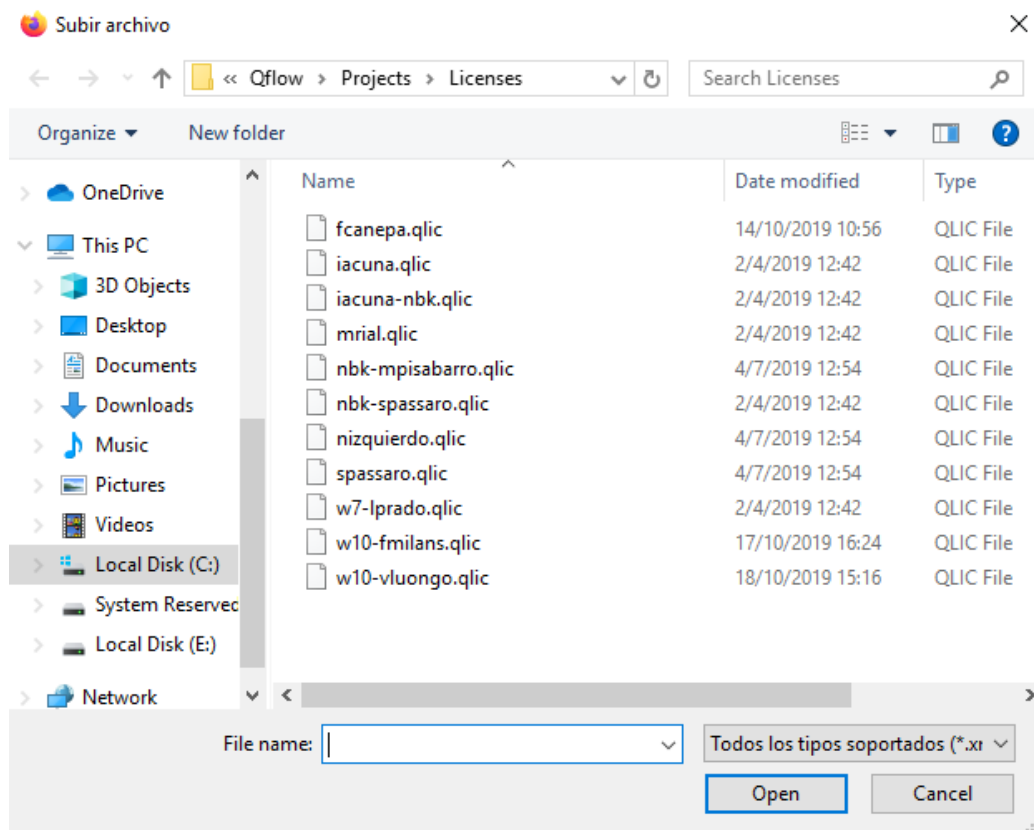 Subir archivo
« Qflow › Projects › Licenses
Search Licenses
Organize
New folder
Name Date modified Type
OneDrive
This PC
3D Objects
Desktop
Documents
Downloads
Music
Pictures
Videos
Local Disk (C:)
System Reserved
Local Disk (E:)
Network
fcanepa.qlic 14/10/2019 10:56 QLIC File
iacuna.qlic 2/4/2019 12:42 QLIC File
iacuna-nbk.qlic 2/4/2019 12:42 QLIC File
mrial.qlic 2/4/2019 12:42 QLIC File
nbk-mpisabarro.qlic 4/7/2019 12:54 QLIC File
nbk-spassaro.qlic 2/4/2019 12:42 QLIC File
nizquierdo.qlic 4/7/2019 12:54 QLIC File
spassaro.qlic 4/7/2019 12:54 QLIC File
w7-lprado.qlic 2/4/2019 12:42 QLIC File
w10-fmilans.qlic 17/10/2019 16:24 QLIC File
w10-vluongo.qlic 18/10/2019 15:16 QLIC File
File name:
Todos los tipos soportados (*.xr
Open
Cancel